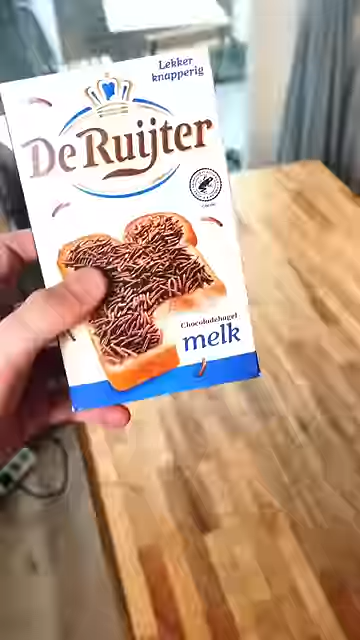 Lekker
knapperig
De Ruijter
Chocoladehagel
melk